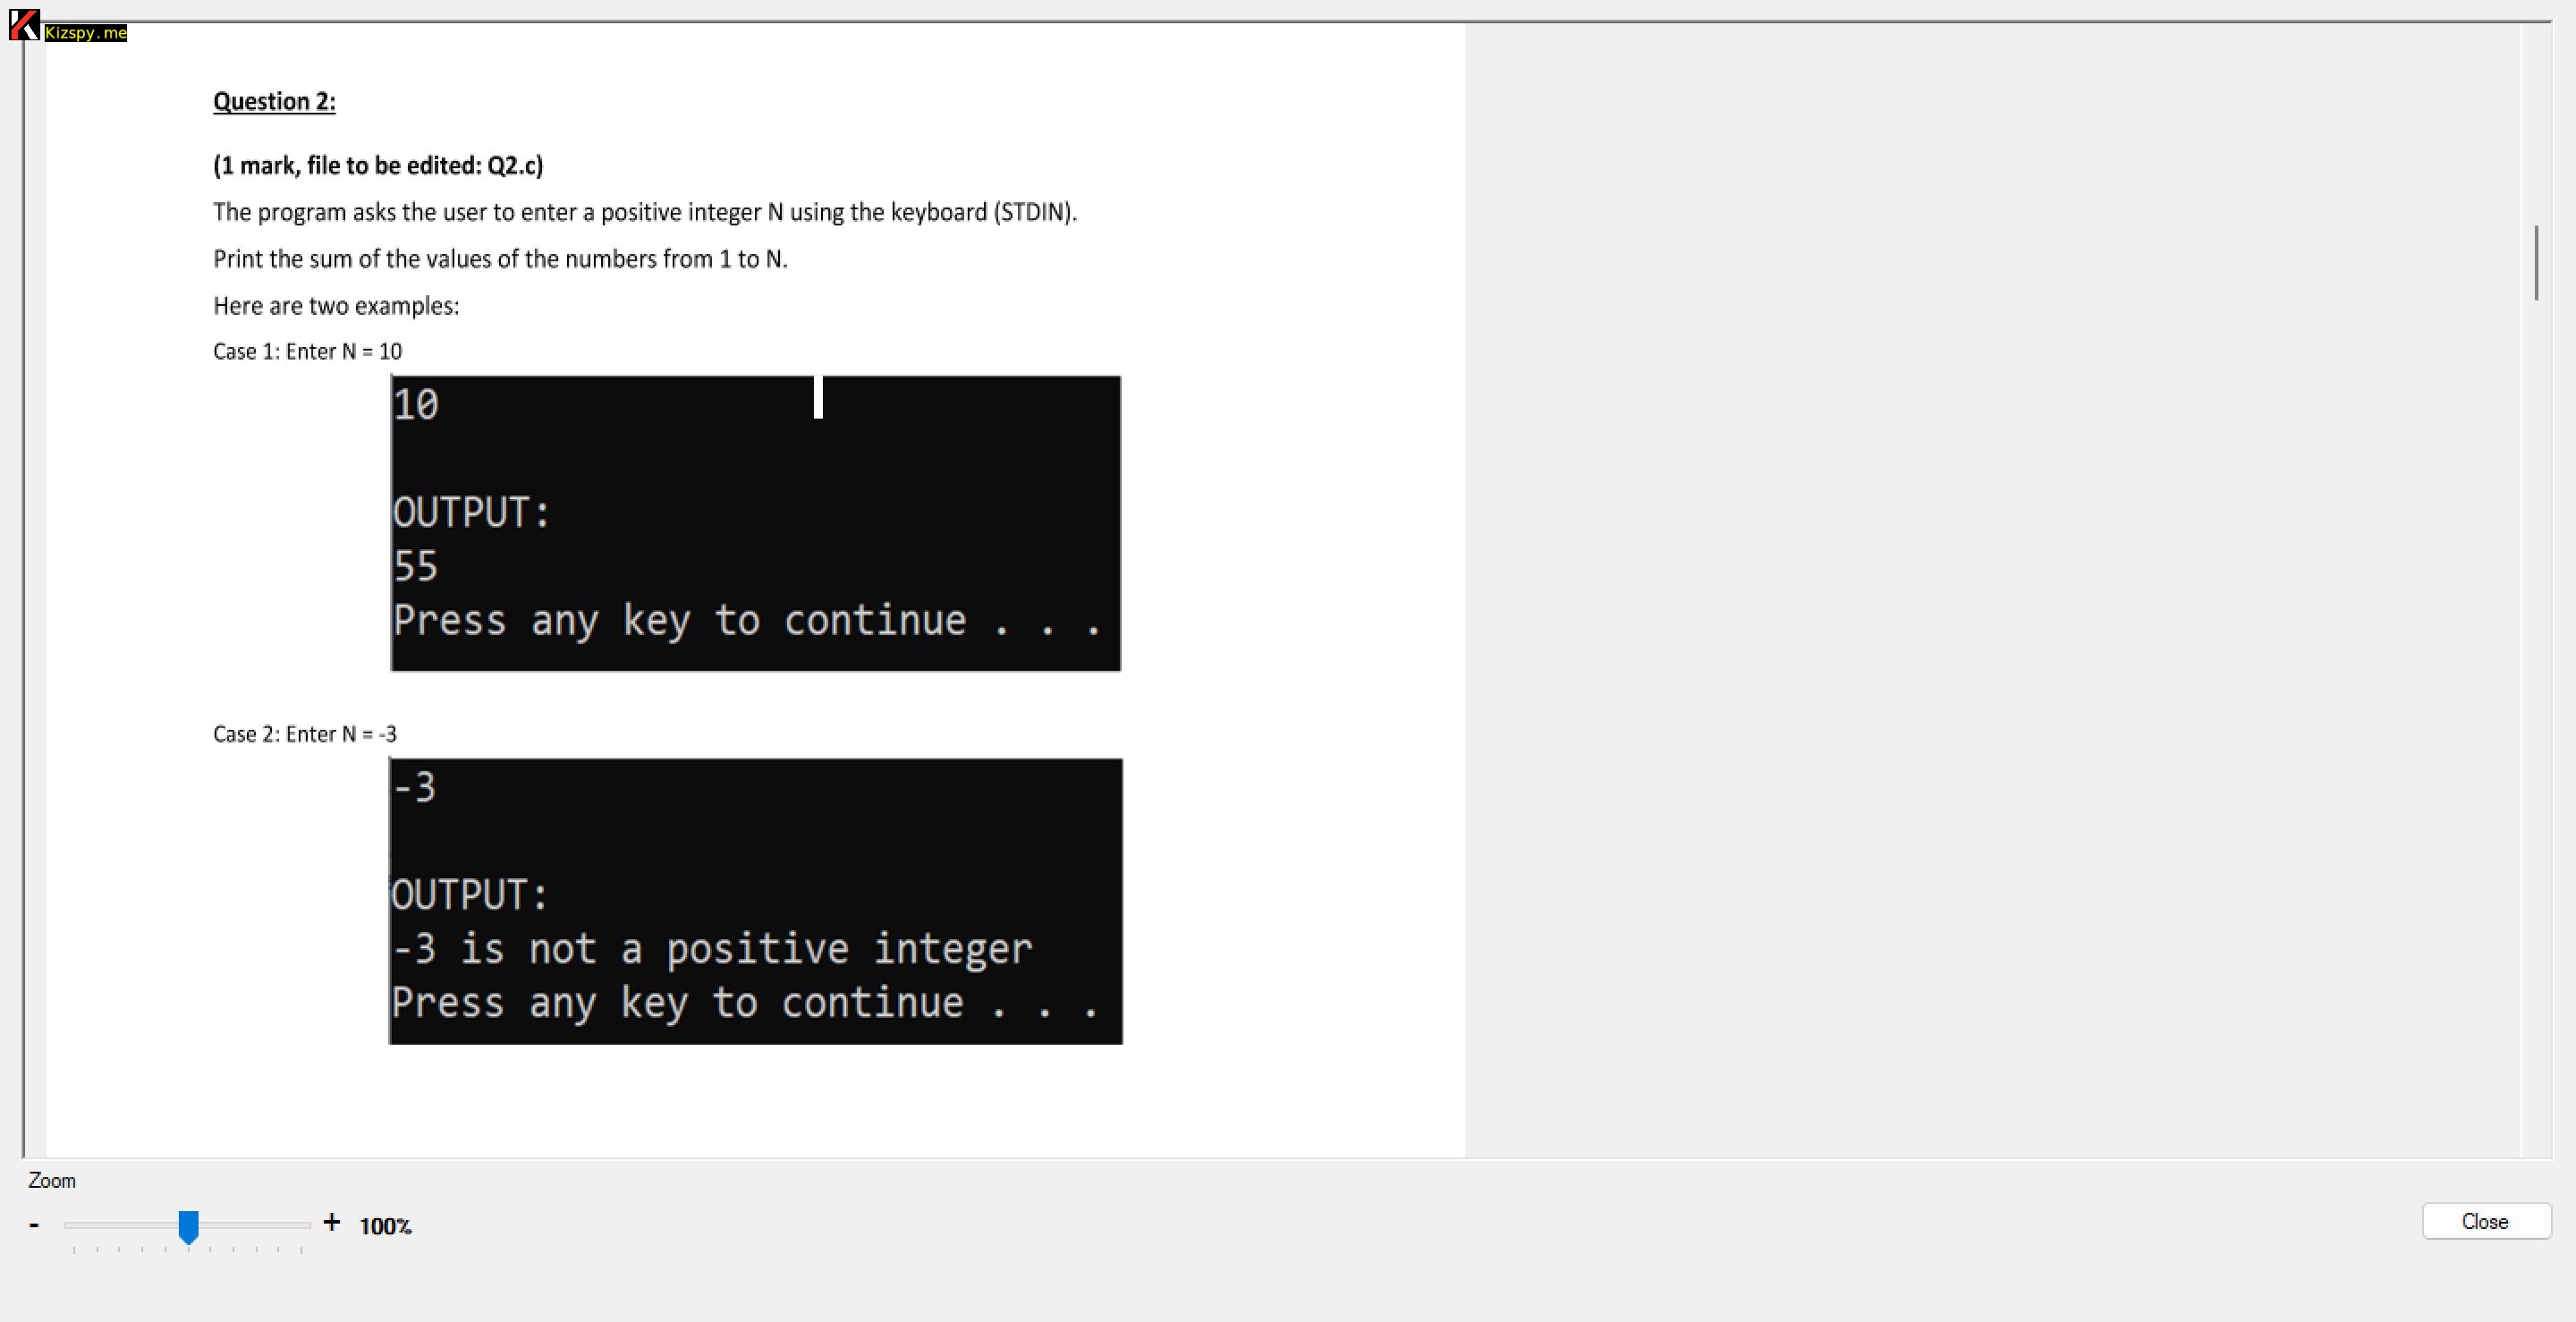 Kizspy.me
Question 2:
(1 mark, file to be edited: Q2.c)
The program asks the user to enter a positive integer N using the keyboard (STDIN).
Print the sum of the values of the numbers from 1 to N.
Here are two examples:
Case 1: Enter N = 10
10
OUTPUT:
55
Press any key to continue . . .
Case 2: Enter N = -3
-3
OUTPUT:
-3 is not a positive integer
Press any key to continue . . .
Zoom
- + 100%
Close